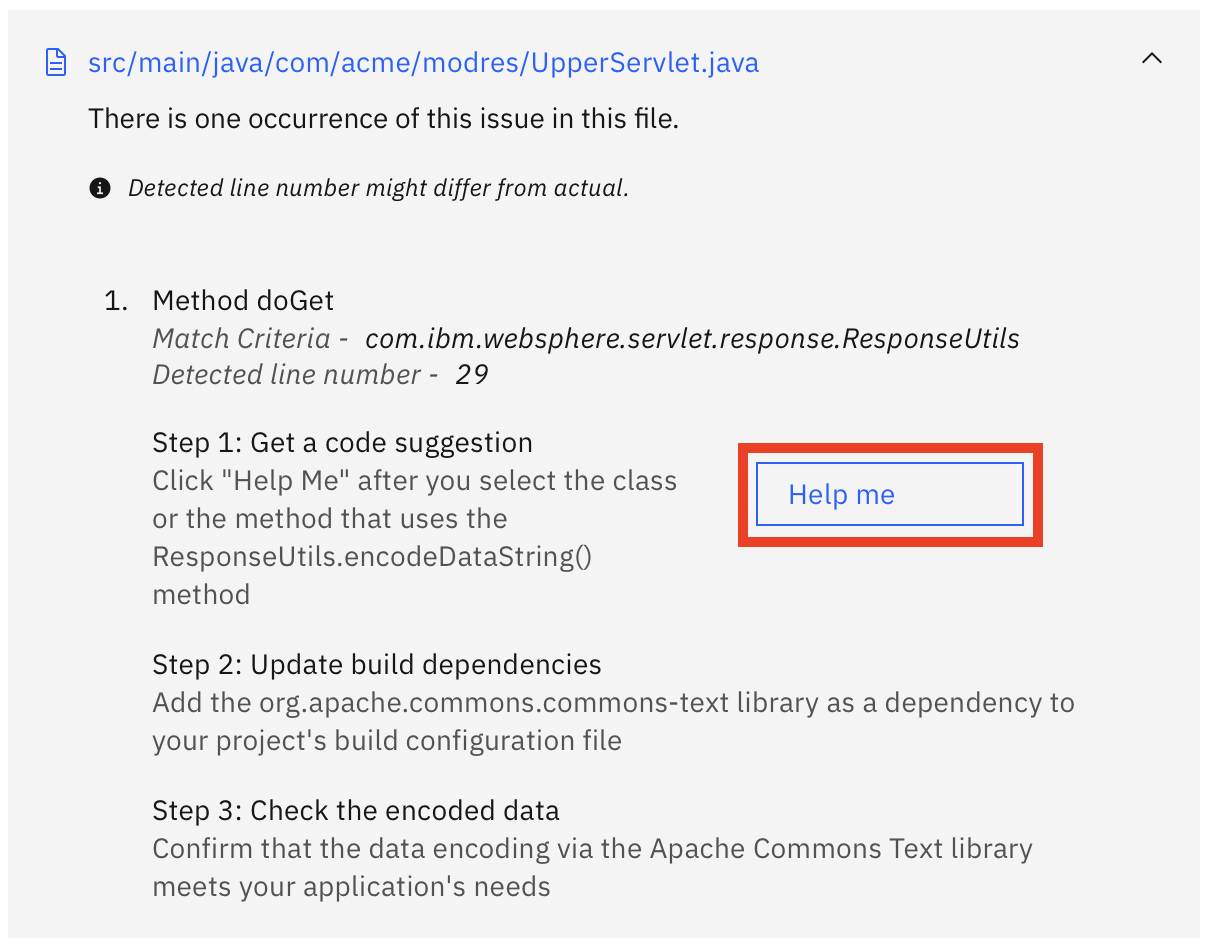 src/main/java/com/acme/modres/UpperServlet.java
There is one occurrence of this issue in this file.
Detected line number might differ from actual.
1. Method doGet
Match Criteria - com.ibm.websphere.servlet.response.ResponseUtils
Detected line number - 29
Step 1: Get a code suggestion
Click "Help Me" after you select the class
or the method that uses the
ResponseUtils.encodeDataString()
method
Help me
Step 2: Update build dependencies
Add the org.apache.commons.commons-text library as a dependency to
your project's build configuration file
Step 3: Check the encoded data
Confirm that the data encoding via the Apache Commons Text library
meets your application's needs